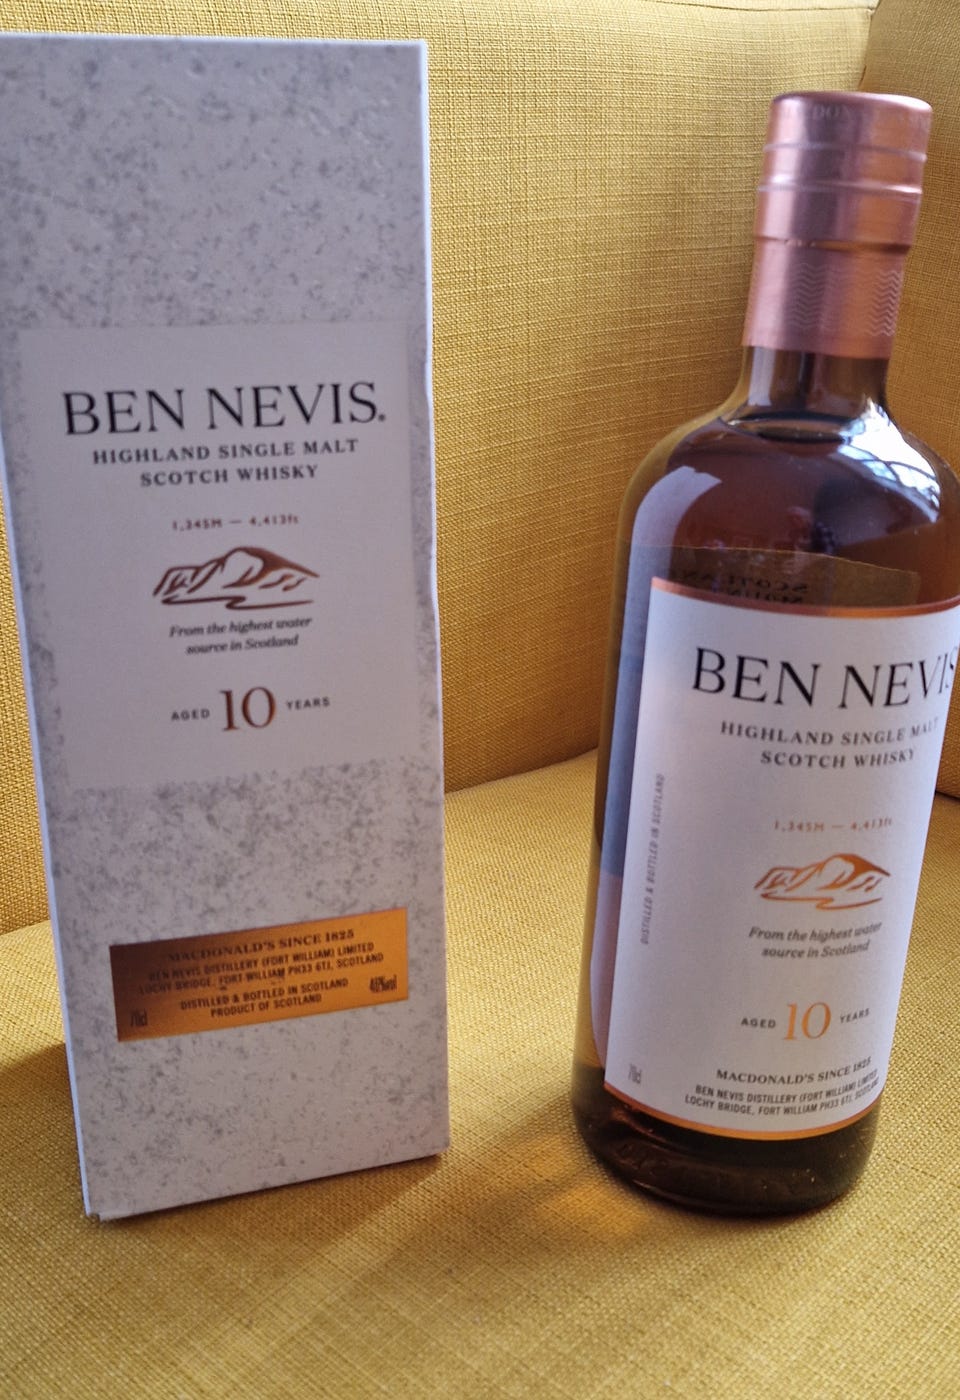 BEN NEVIS.
HIGHLAND SINGLE MALT
SCOTCH WHISKY
1,345M — 4,413ft
From the highest water
source in Scotland
AGED 10 YEARS
MACDONALD'S SINCE 1825
BEN NEVIS DISTILLERY (FORT WILLIAM) LIMITED
LOCHY BRIDGE, FORT WILLIAM PH33 6TJ, SCOTLAND
DISTILLED & BOTTLED IN SCOTLAND
PRODUCT OF SCOTLAND
70cl
46%vol
BEN NEVIS
HIGHLAND SINGLE MALT
SCOTCH WHISKY
1,345M — 4,413ft
From the highest water
source in Scotland
AGED 10 YEARS
MACDONALD'S SINCE 1825
BEN NEVIS DISTILLERY (FORT WILLIAM) LIMITED
LOCHY BRIDGE, FORT WILLIAM PH33 6TJ, SCOTLAND
DISTILLED & BOTTLED IN SCOTLAND
70cl